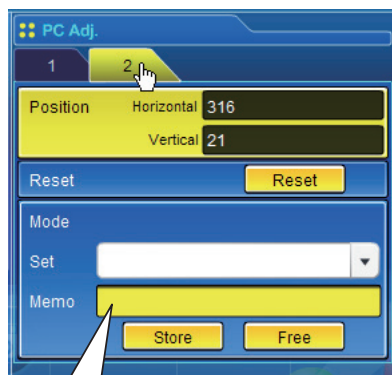 PC Adj.
1 2
Position Horizontal 316
Vertical 21
Reset Reset
Mode
Set
Memo
Store Free